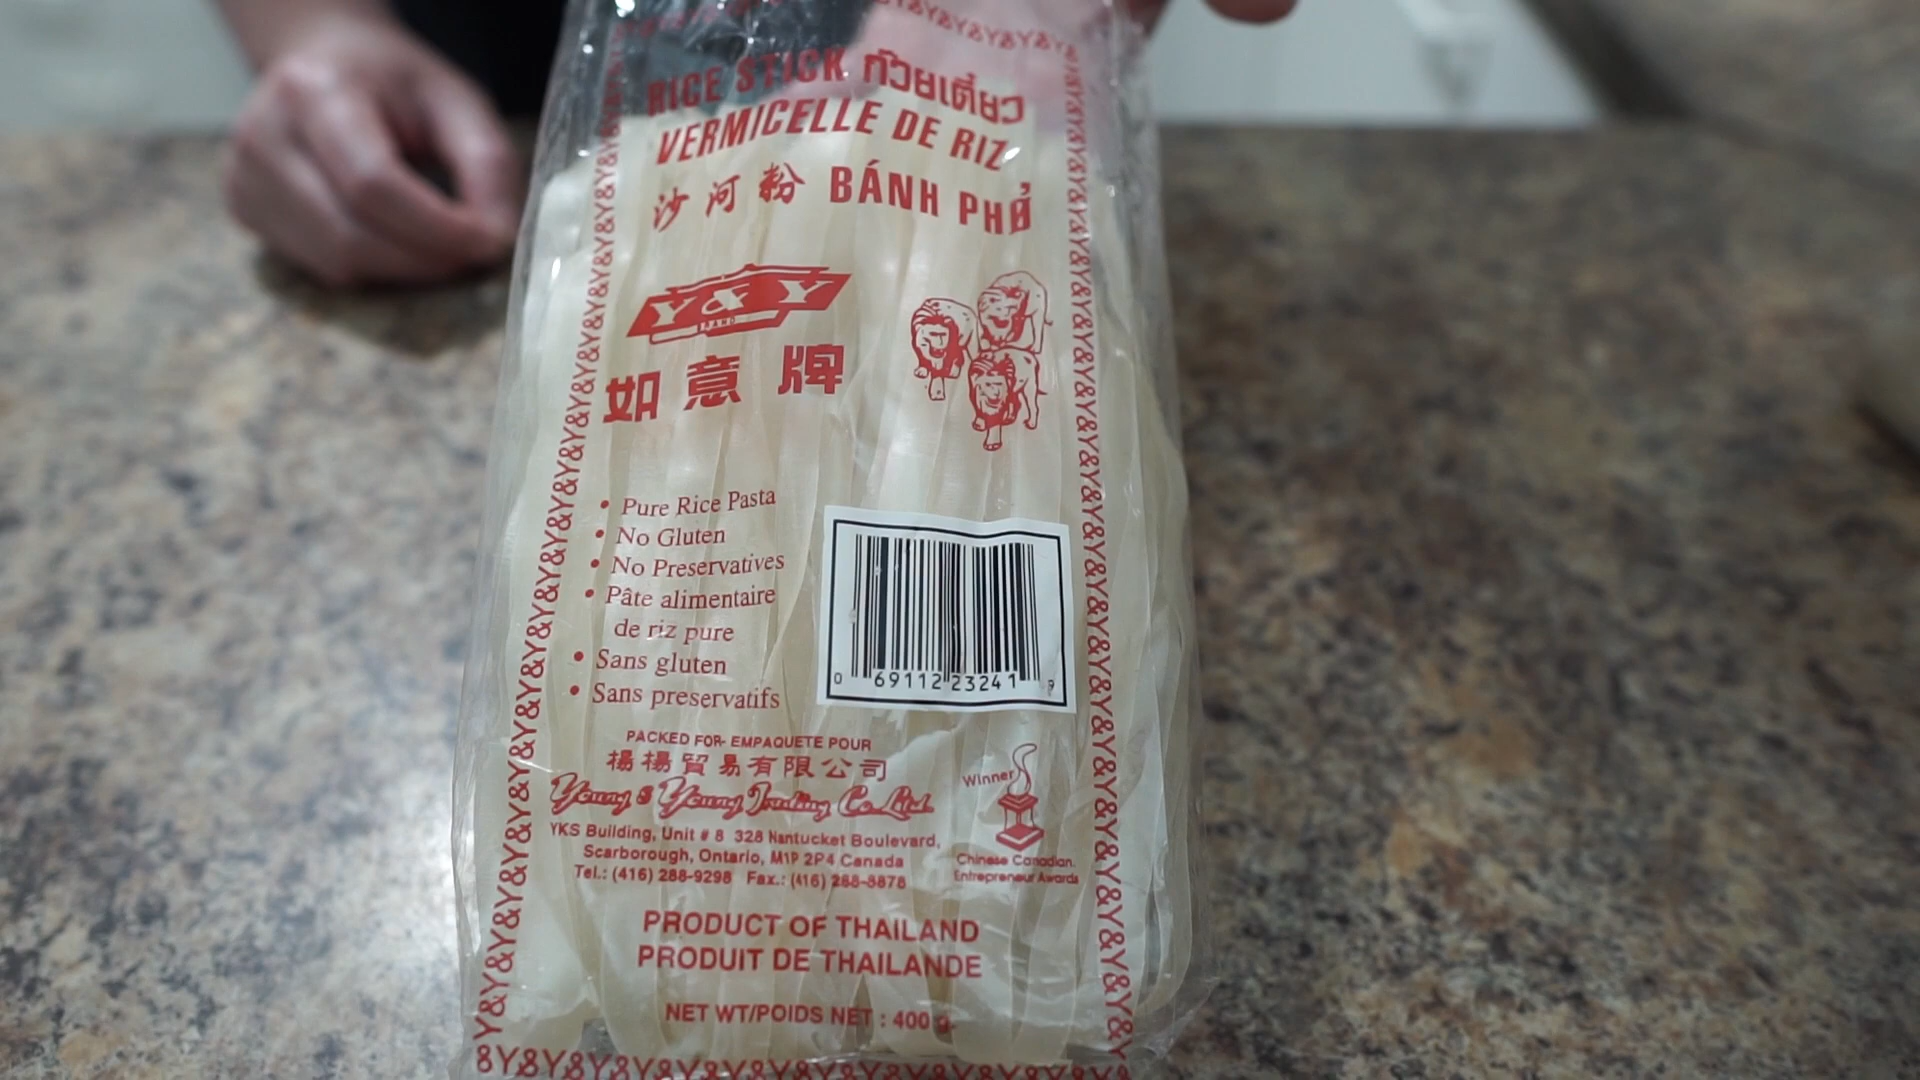 RICE STICK ก๋วยเตี๋ยว
VERMICELLE DE RIZ
沙河粉 BÁNH PHỞ
Y & Y
BRAND
如意牌
• Pure Rice Pasta
• No Gluten
• No Preservatives
• Pâte alimentaire
de riz pure
• Sans gluten
• Sans preservatifs
0 69112 23241 9
PACKED FOR- EMPAQUETE POUR
楊楊貿易有限公司
Young & Young Trading Co. Ltd.
YKS Building, Unit # 8 328 Nantucket Boulevard,
Scarborough, Ontario, M1P 2P4 Canada
Tel.: (416) 288-9298 Fax.: (416) 288-8878
Winner
Chinese Canadian
Entrepreneur Awards
PRODUCT OF THAILAND
PRODUIT DE THAILANDE
NET WT/POIDS NET : 400 g.